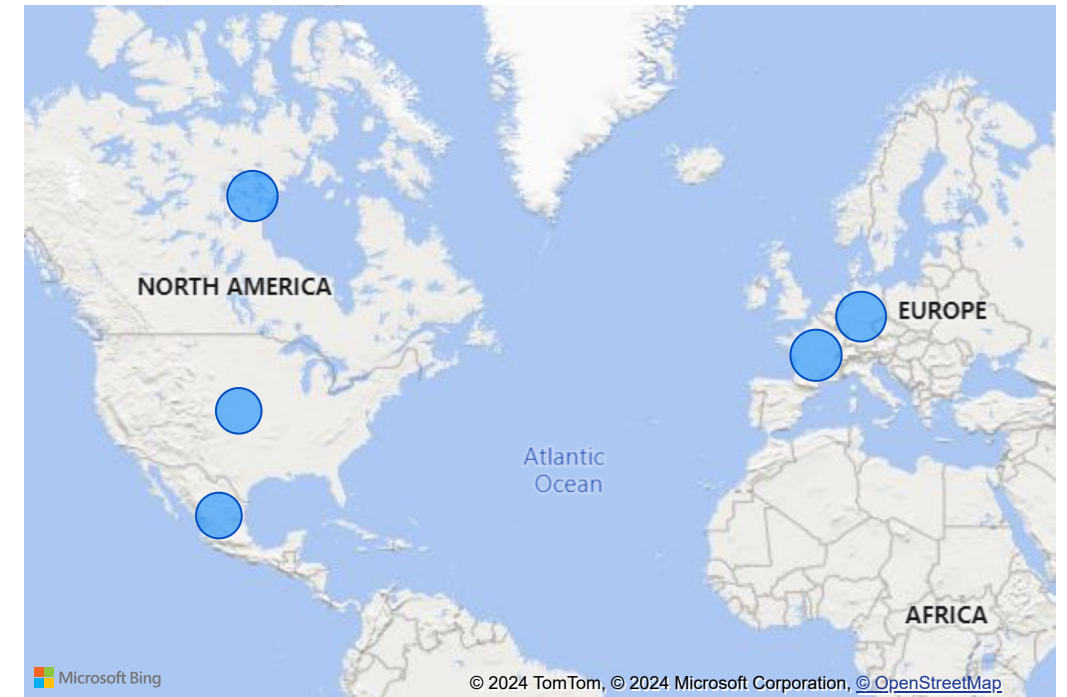 NORTH AMERICA
EUROPE
Atlantic
Ocean
AFRICA
Microsoft Bing
© 2024 TomTom, © 2024 Microsoft Corporation, © OpenStreetMap